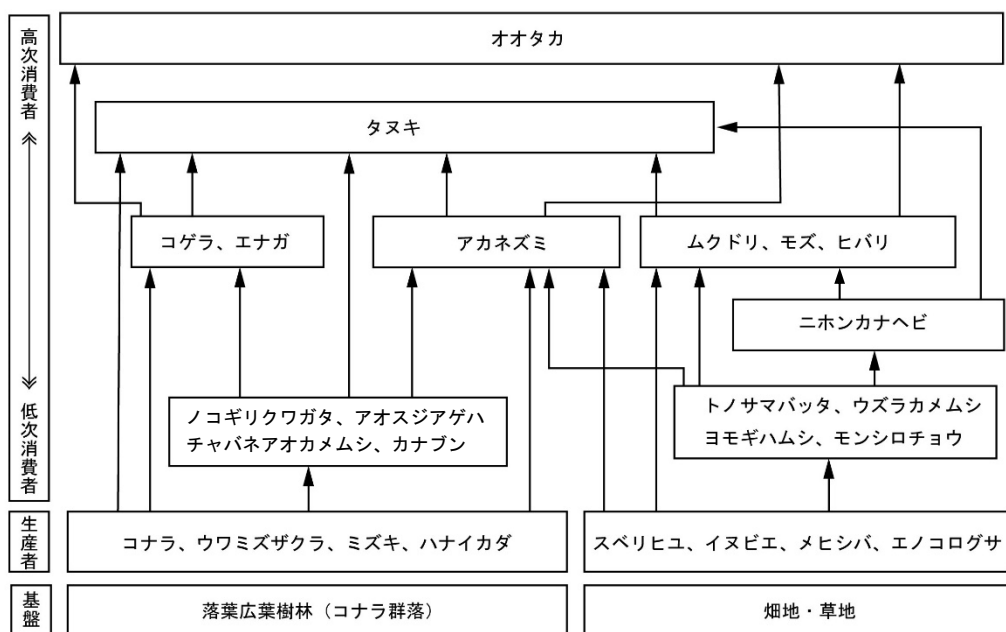 高次消費者
低次消費者
生産者
基盤
オオタカ
タヌキ
コゲラ、エナガ
アカネズミ
ムクドリ、モズ、ヒバリ
ニホンカナヘビ
ノコギリクワガタ、アオスジアゲハ
チャバネアオカメムシ、カナブン
トノサマバッタ、ウズラカメムシ
ヨモギハムシ、モンシロチョウ
コナラ、ウワミズザクラ、ミズキ、ハナイカダ
スベリヒユ、イヌビエ、メヒシバ、エノコログサ
落葉広葉樹林（コナラ群落）
畑地・草地